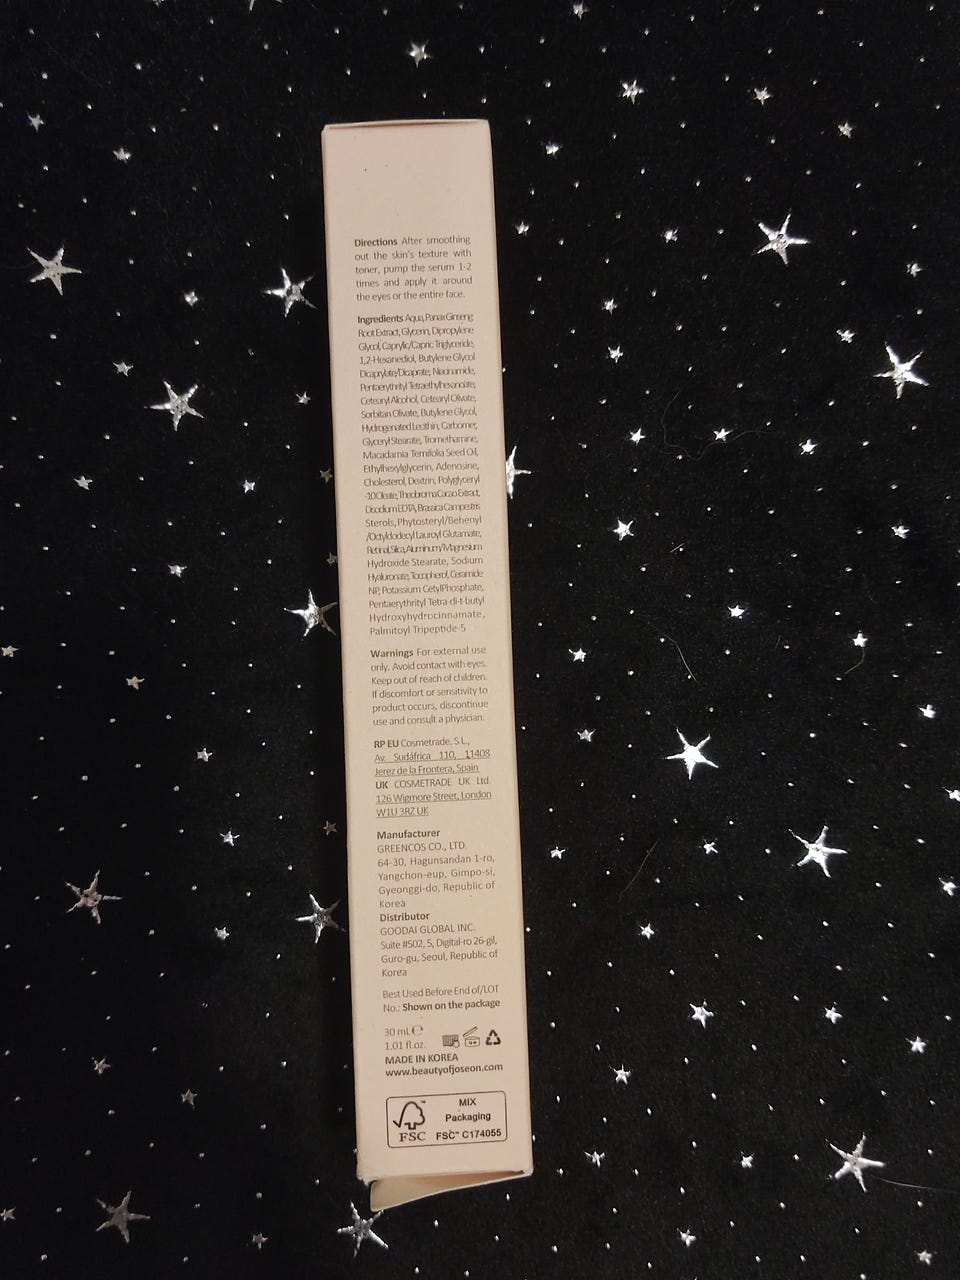 Directions After smoothing
out the skin's texture with
toner, pump the serum 1-2
times and apply it around
the eyes or the entire face.
Ingredients Aqua, Panax Ginseng
Root Extract, Glycerin, Dipropylene
Glycol, Caprylic/Capric Triglyceride,
1,2-Hexanediol, Butylene Glycol
Dicaprylate/Dicaprate, Niacinamide,
Pentaerythrityl Tetraethylhexanoate,
Cetearyl Alcohol, Cetearyl Olivate,
Sorbitan Olivate, Butylene Glycol,
Hydrogenated Lecithin, Carbomer,
Glyceryl Stearate, Tromethamine,
Macadamia Ternifolia Seed Oil,
Ethylhexylglycerin, Adenosine,
Cholesterol, Dextrin, Polyglyceryl
-10 Oleate, Theobroma Cacao Extract,
Disodium EDTA, Brassica Campestris
Sterols, Phytosteryl/Behenyl
/Octyldodecyl Lauroyl Glutamate,
Retinal, Silica, Aluminum/Magnesium
Hydroxide Stearate, Sodium
Hyaluronate, Tocopherol, Ceramide
NP, Potassium CetylPhosphate,
Pentaerythrityl Tetra-di-t-butyl
Hydroxyhydrocinnamate,
Palmitoyl Tripeptide-5
Warnings For external use
only. Avoid contact with eyes.
Keep out of reach of children.
If discomfort or sensitivity to
product occurs, discontinue
use and consult a physician.
RP EU Cosmetrade, S.L.,
Av. Sudáfrica 110, 11408
Jerez de la Frontera, Spain
UK COSMETRADE UK Ltd.
126 Wigmore Street, London
W1U 3RZ UK
Manufacturer
GREENCOS CO., LTD.
64-30, Hagunsandan 1-ro,
Yangchon-eup, Gimpo-si,
Gyeonggi-do, Republic of
Korea
Distributor
GOODAI GLOBAL INC.
Suite #502, 5, Digital-ro 26-gil,
Guro-gu, Seoul, Republic of
Korea
Best Used Before End of/LOT
No.: Shown on the package
30 mL ℮
1.01 fl.oz.
MADE IN KOREA
www.beautyofjoseon.com
FSC™
MIX
Packaging
FSC™ C174055